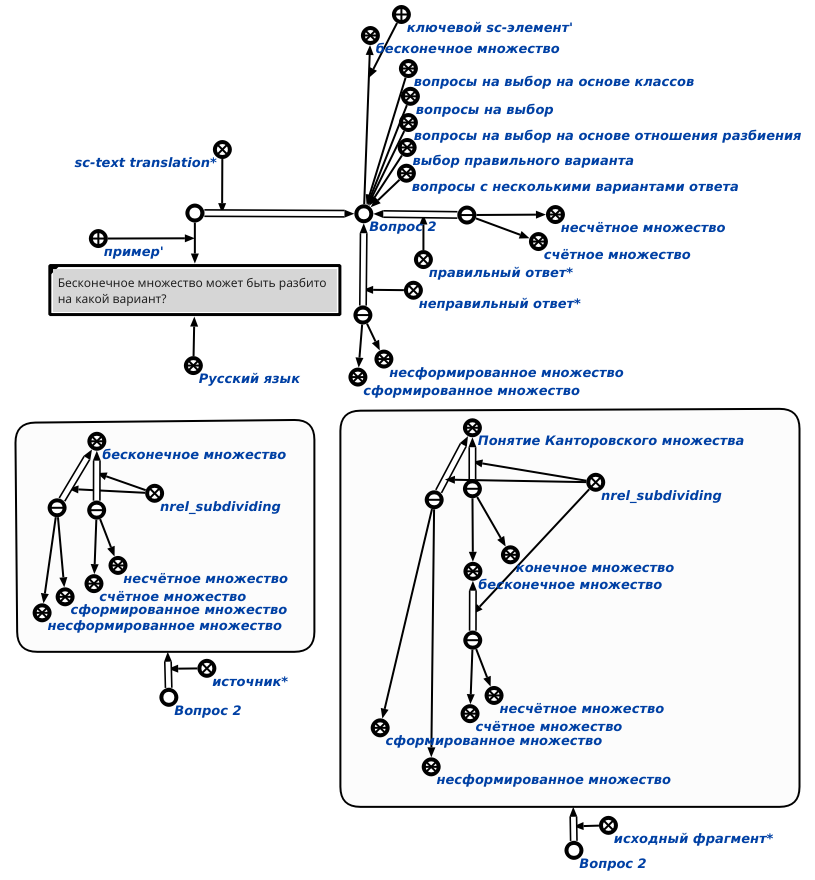 ключевой sc-элемент'
бесконечное множество
вопросы на выбор на основе классов
вопросы на выбор
вопросы на выбор на основе отношения разбиения
выбор правильного варианта
sc-text translation*
вопросы с несколькими вариантами ответа
Вопрос 2
несчётное множество
пример'
счётное множество
правильный ответ*
Бесконечное множество может быть разбито
на какой вариант?
неправильный ответ*
Русский язык
несформированное множество
сформированное множество
бесконечное множество
nrel_subdividing
несчётное множество
счётное множество
сформированное множество
несформированное множество
источник*
Вопрос 2
Понятие Канторовского множества
nrel_subdividing
конечное множество
бесконечное множество
несчётное множество
счётное множество
сформированное множество
несформированное множество
исходный фрагмент*
Вопрос 2